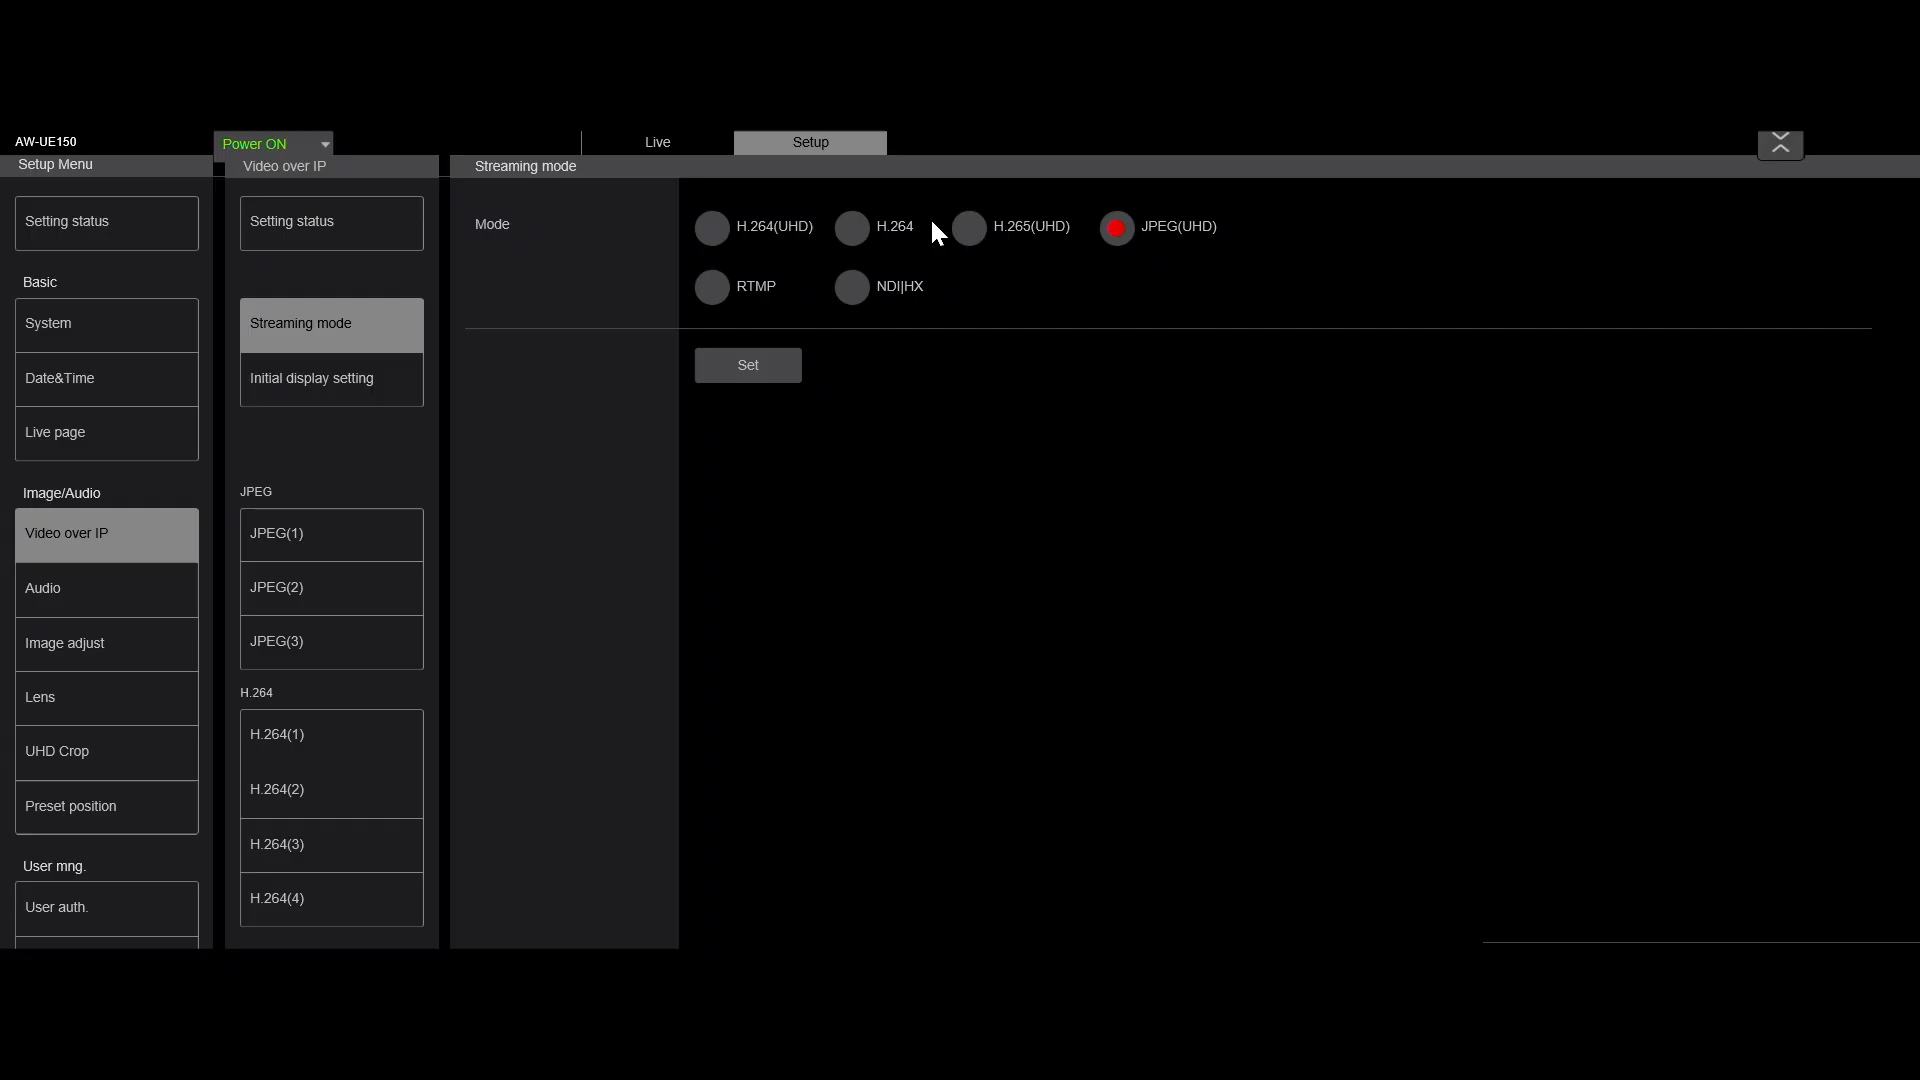 AW-UE150
Power ON
Live
Setup
Setup Menu
Video over IP
Streaming mode
Setting status
Basic
System
Date&Time
Live page
Image/Audio
Video over IP
Audio
Image adjust
Lens
UHD Crop
Preset position
User mng.
User auth.
Setting status
Streaming mode
Initial display setting
JPEG
JPEG(1)
JPEG(2)
JPEG(3)
H.264
H.264(1)
H.264(2)
H.264(3)
H.264(4)
Mode
H.264(UHD)
H.264
H.265(UHD)
JPEG(UHD)
RTMP
NDI|HX
Set